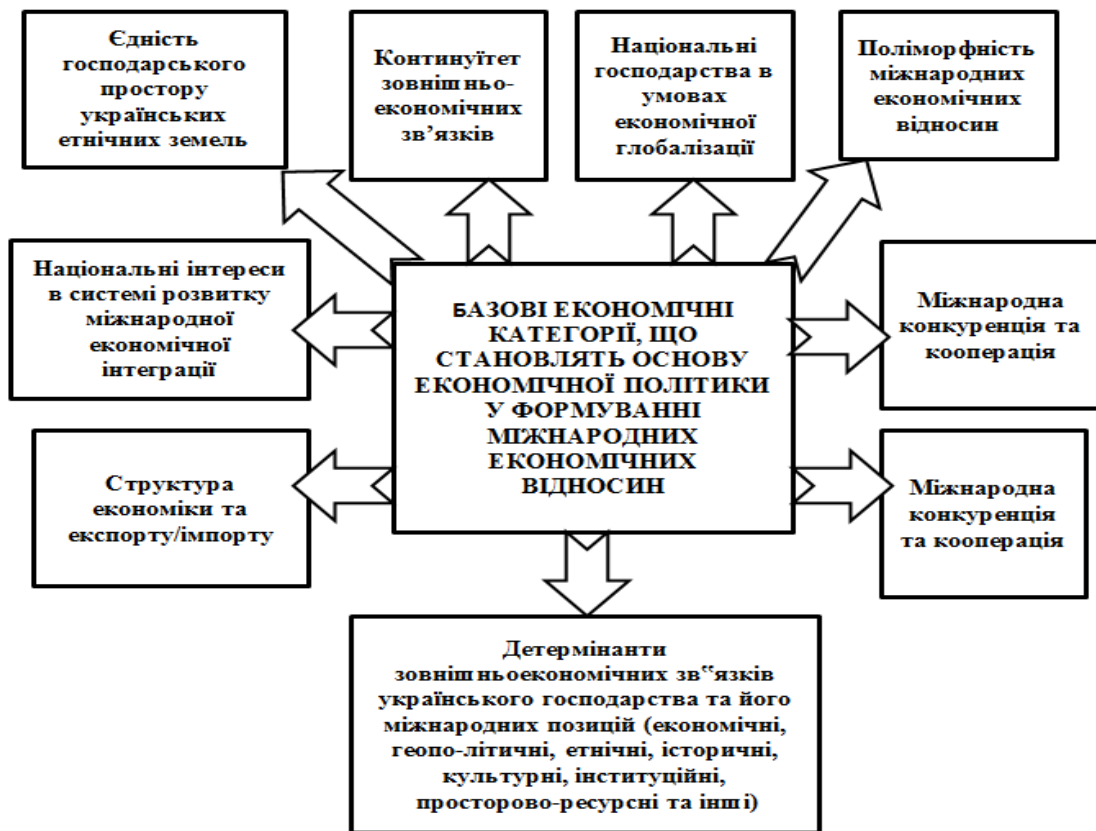 Єдність
господарського
простору
українських
етнічних земель
Континуїтет
зовнішньо-
економічних
зв’язків
Національні
господарства в
умовах
економічної
глобалізації
Поліморфність
міжнародних
економічних
відносин
Національні інтереси
в системі розвитку
міжнародної
економічної
інтеграції
БАЗОВІ ЕКОНОМІЧНІ
КАТЕГОРІЇ, ЩО
СТАНОВЛЯТЬ ОСНОВУ
ЕКОНОМІЧНОЇ ПОЛІТИКИ
У ФОРМУВАННІ
МІЖНАРОДНИХ
ЕКОНОМІЧНИХ
ВІДНОСИН
Міжнародна
конкуренція та
кооперація
Структура
економіки та
експорту/імпорту
Міжнародна
конкуренція
та кооперація
Детермінанти
зовнішньоекономічних зв‟язків
українського господарства та його
міжнародних позицій (економічні,
геопо-літичні, етнічні, історичні,
культурні, інституційні,
просторово-ресурсні та інші)